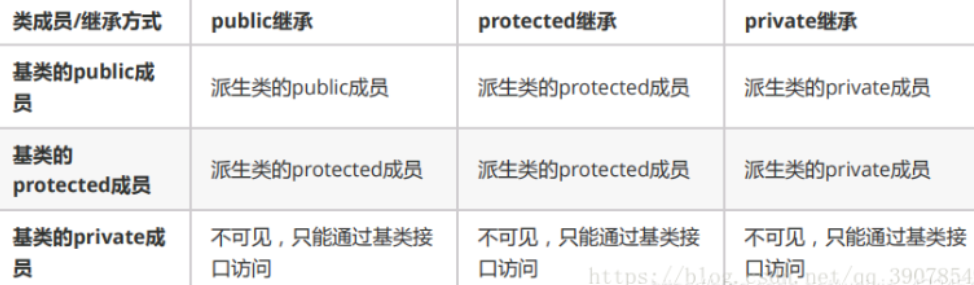 类成员/继承方式 public继承 protected继承 private继承
基类的public成
员
派生类的public成员 派生类的protected成员 派生类的private成员
基类的
protected成员
派生类的protected成员 派生类的protected成员 派生类的private成员
基类的private成
员
不可见，只能通过基类接
口访问
不可见，只能通过基类接
口访问
不可见，只能通过基类接
口访问
https://blog.csdn.net/qq_3907854